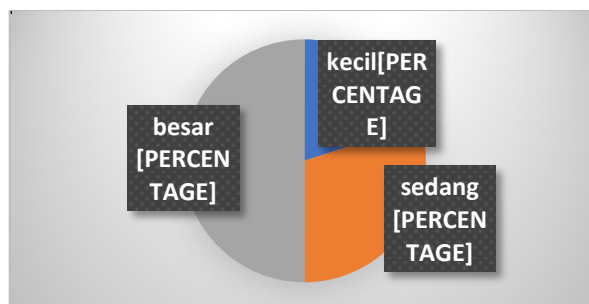 kecil[PER
CENTAG
E]
besar
[PERCEN
TAGE]
sedang
[PERCEN
TAGE]